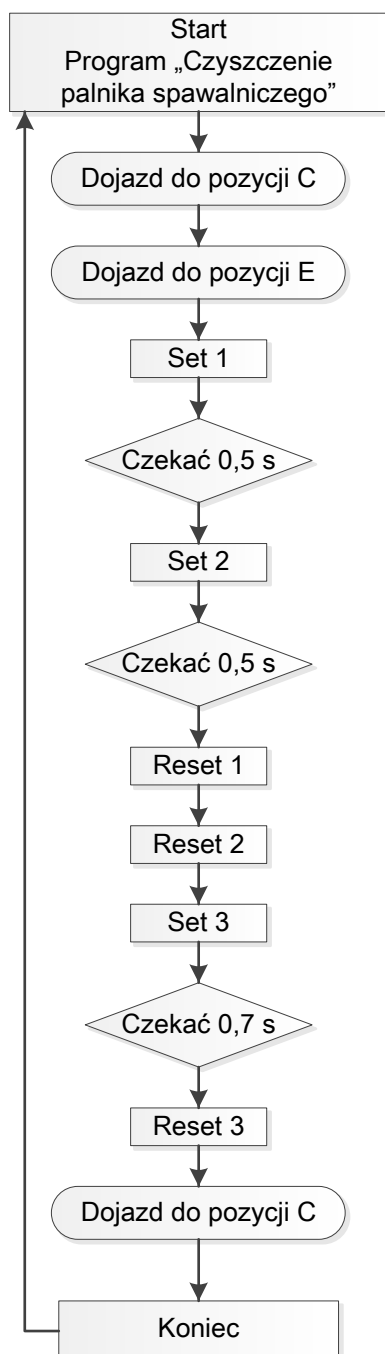 Start
Program „Czyszczenie
palnika spawalniczego”
Dojazd do pozycji C
Dojazd do pozycji E
Set 1
Czekać 0,5 s
Set 2
Czekać 0,5 s
Reset 1
Reset 2
Set 3
Czekać 0,7 s
Reset 3
Dojazd do pozycji C
Koniec